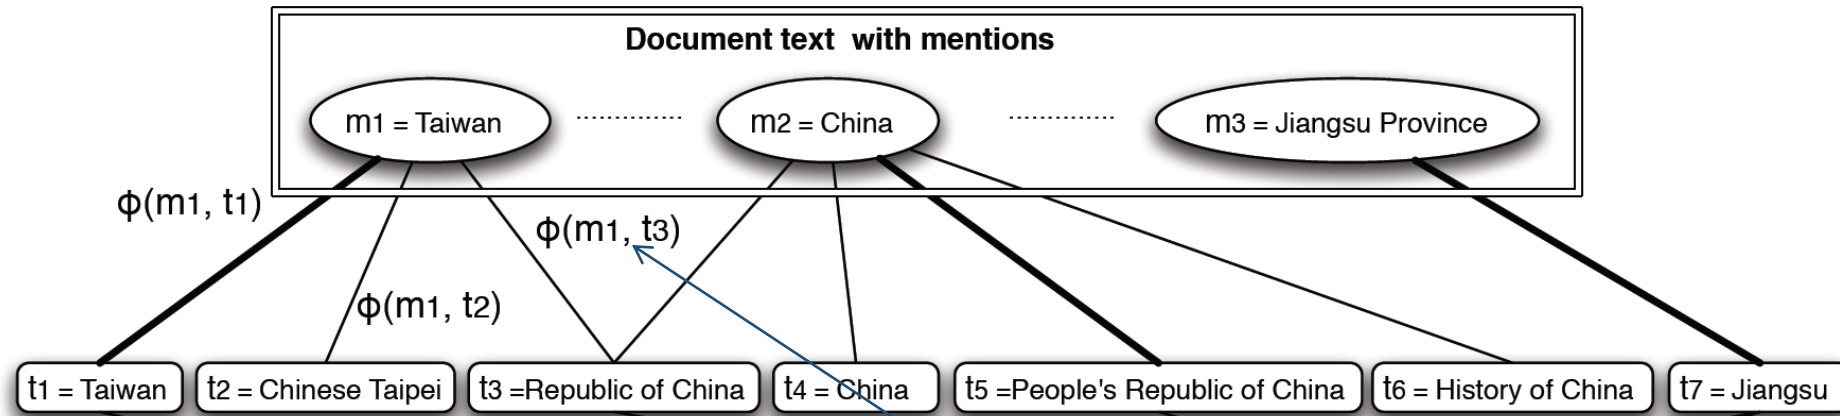 Document text with mentions
m1 = Taiwan
m2 = China
m3 = Jiangsu Province
ϕ(m1, t1)
ϕ(m1, t3)
ϕ(m1, t2)
t1 = Taiwan
t2 = Chinese Taipei
t3 =Republic of China
t4 = China
t5 =People's Republic of China
t6 = History of China
t7 = Jiangsu